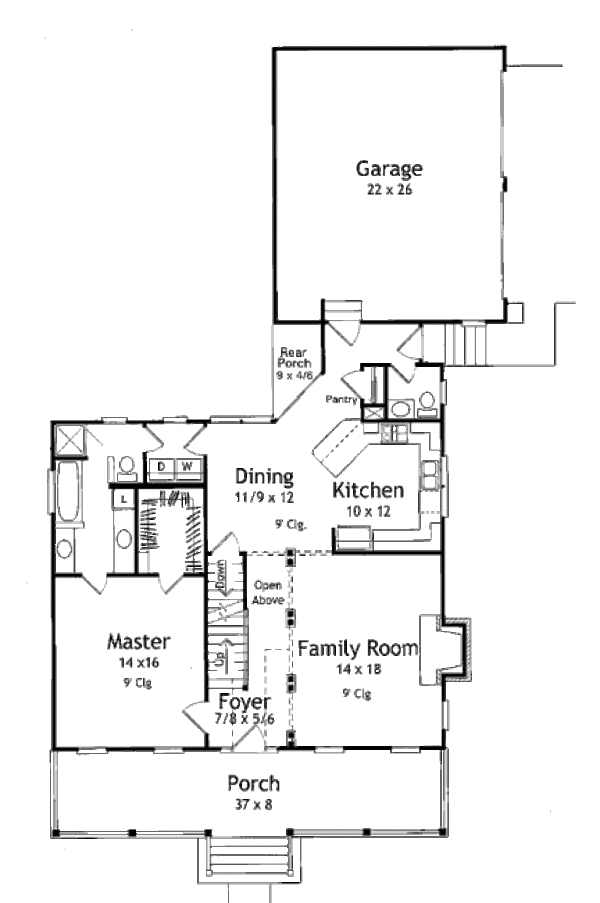 Garage
22 x 26
Rear
Porch
9 x 4/6
Pantry
D W
L
Dining
11/9 x 12
9' Clg.
Kitchen
10 x 12
Down
Open
Above
Up
Master
14 x16
9' Clg
Family Room
14 x 18
9' Clg
Foyer
7/8 x 5/6
Porch
37 x 8